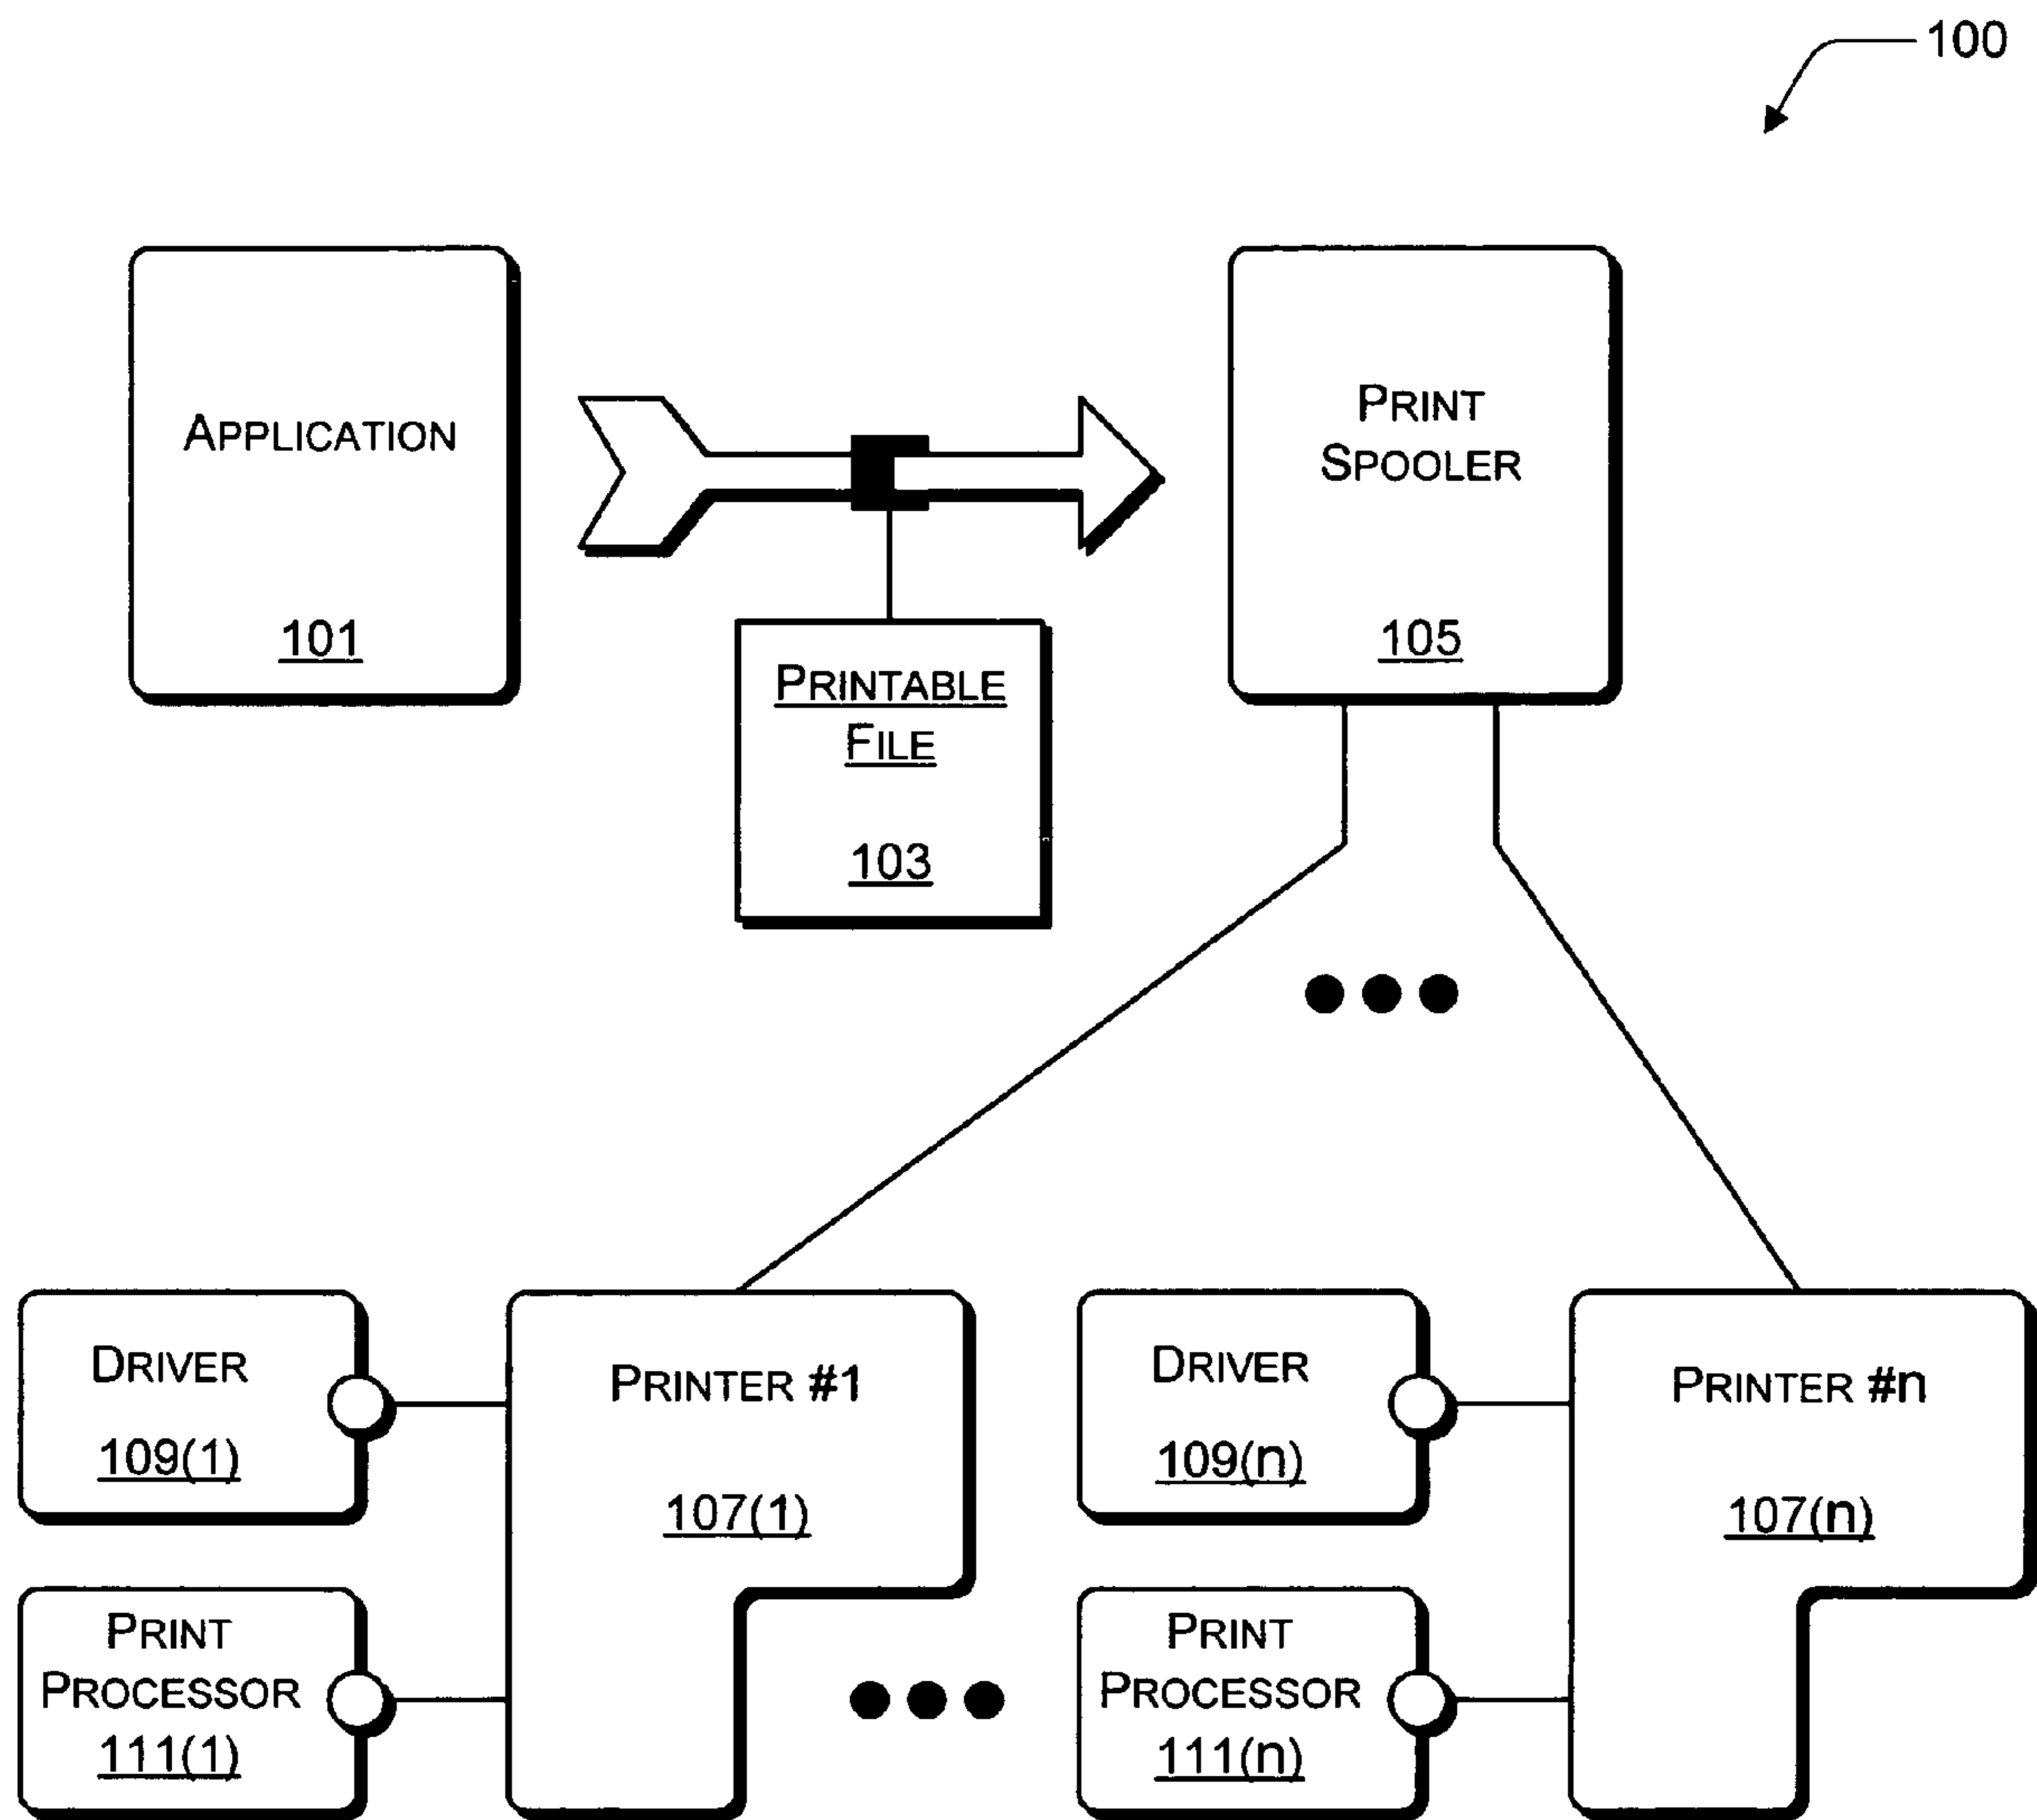 100
APPLICATION
101
PRINTABLE
FILE
103
PRINT
SPOOLER
105
DRIVER
109(1)
PRINT
PROCESSOR
111(1)
PRINTER #1
107(1)
DRIVER
109(n)
PRINT
PROCESSOR
111(n)
PRINTER #n
107(n)